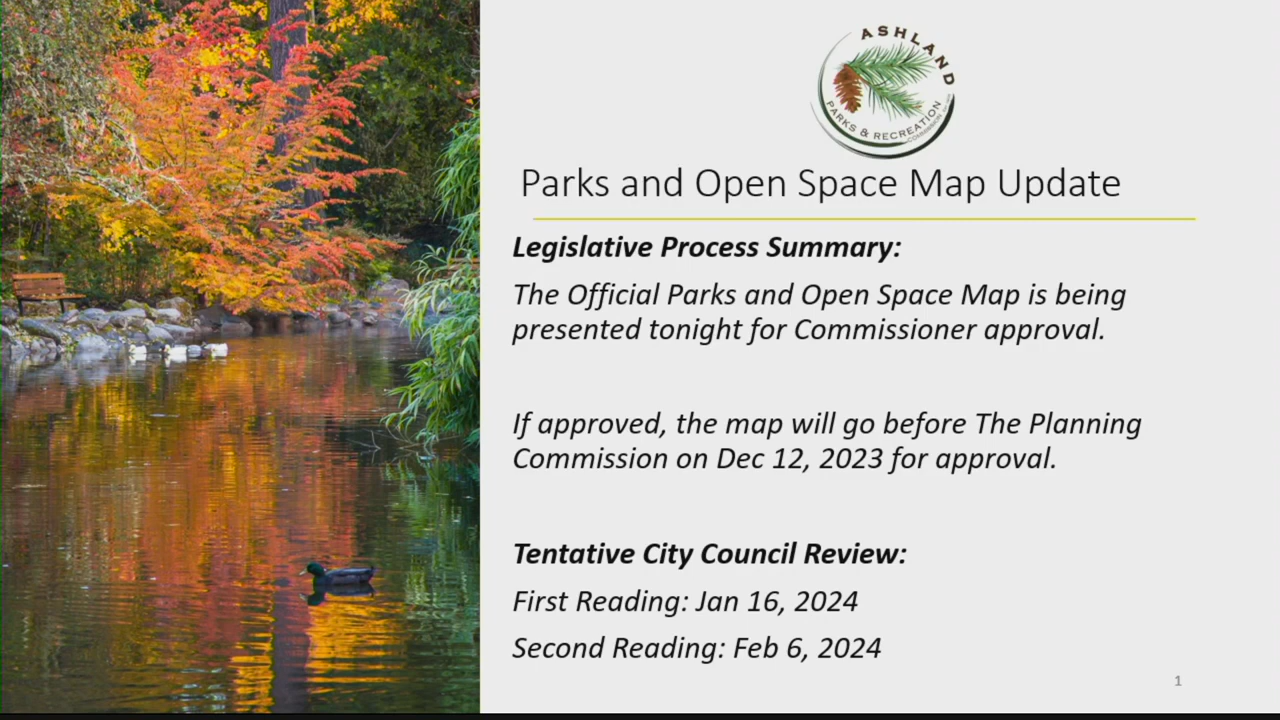 ASHLAND
PARKS & RECREATION
COMMISSION
Parks and Open Space Map Update
Legislative Process Summary:
The Official Parks and Open Space Map is being
presented tonight for Commissioner approval.
If approved, the map will go before The Planning
Commission on Dec 12, 2023 for approval.
Tentative City Council Review:
First Reading: Jan 16, 2024
Second Reading: Feb 6, 2024
1